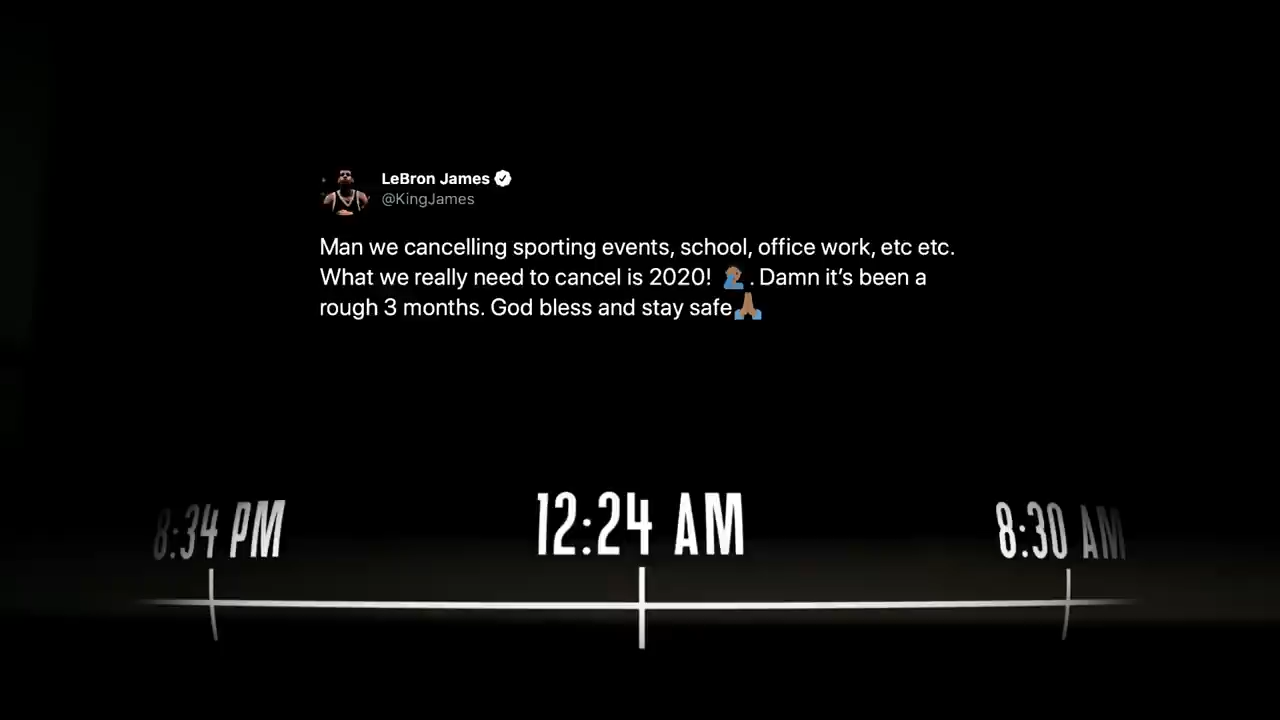 LeBron James
@KingJames
Man we cancelling sporting events, school, office work, etc etc.
What we really need to cancel is 2020! 🤦🏾‍♂️. Damn it’s been a
rough 3 months. God bless and stay safe🙏🏾
8:34 PM 12:24 AM 8:30 AM